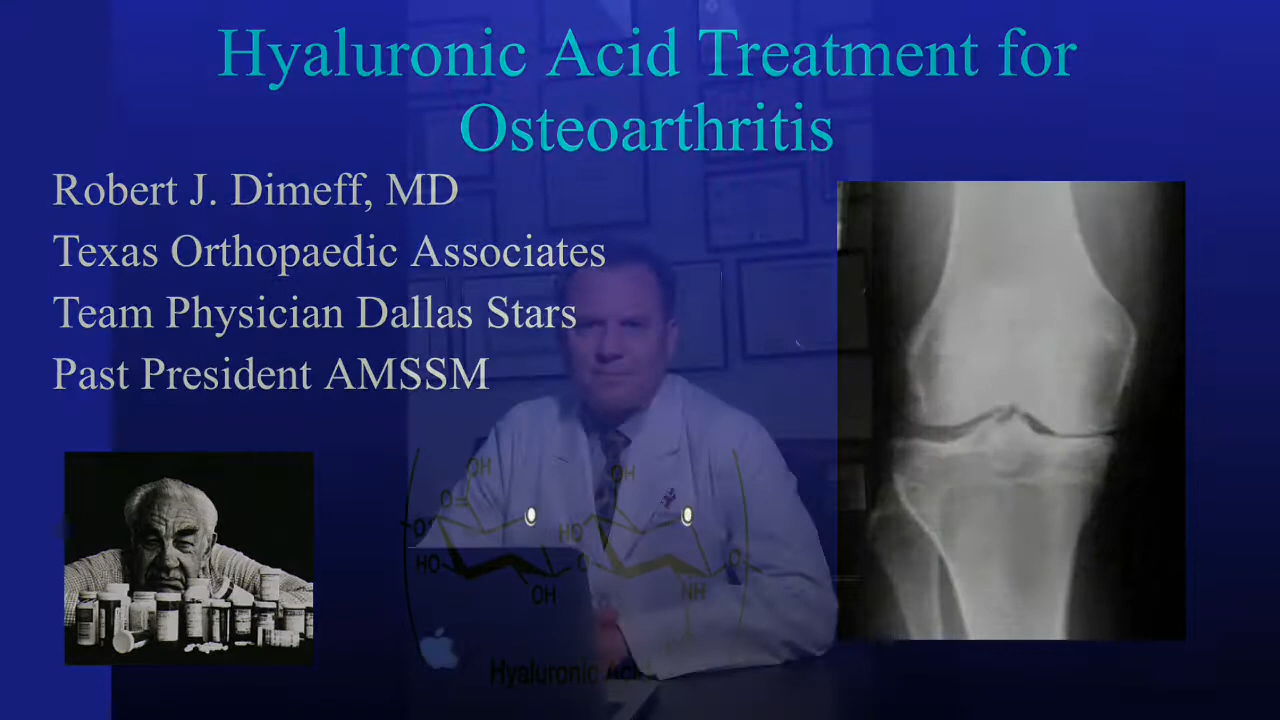 Hyaluronic Acid Treatment for
Osteoarthritis
Robert J. Dimeff, MD
Texas Orthopaedic Associates
Team Physician Dallas Stars
Past President AMSSM
OH
OH
O
O
HO
HO
O
O
OH
NH
Hyaluronic Acid